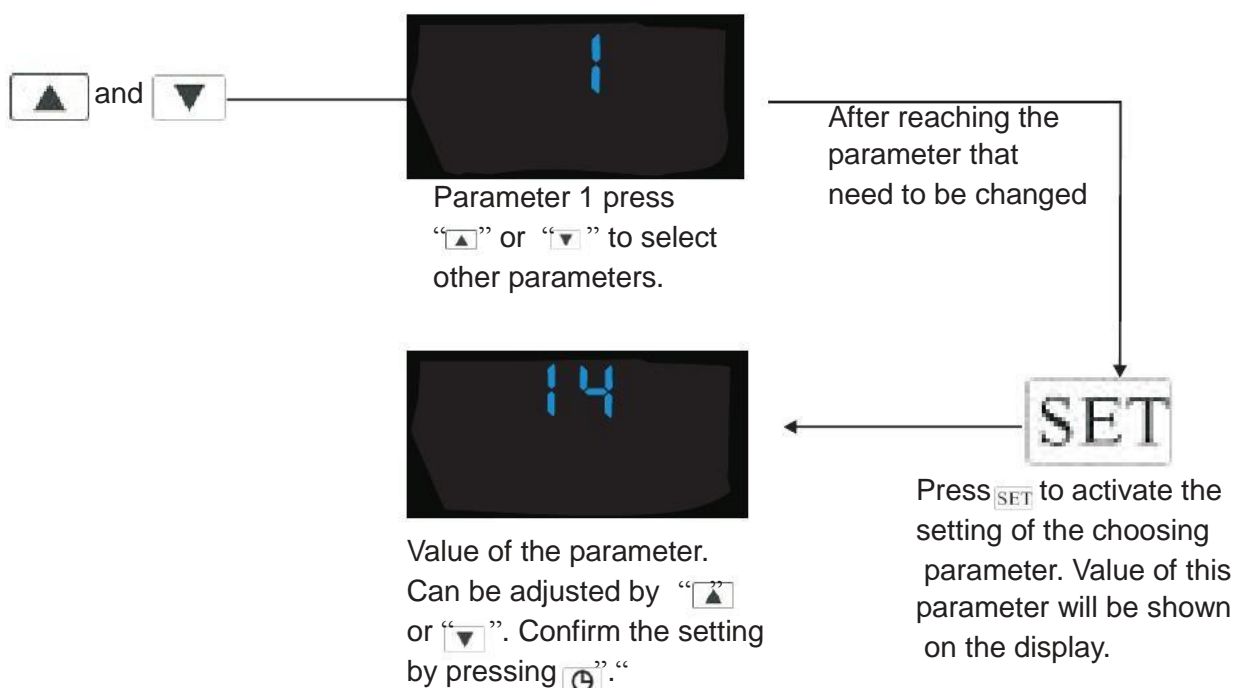 ▲ and ▼
1
Parameter 1 press
“▲” or “▼ ” to select
other parameters.
After reaching the
parameter that
need to be changed
SET
Press SET to activate the
setting of the choosing
parameter. Value of this
parameter will be shown
on the display.
14
Value of the parameter.
Can be adjusted by “▲”
or “▼ ”. Confirm the setting
by pressing ”.“